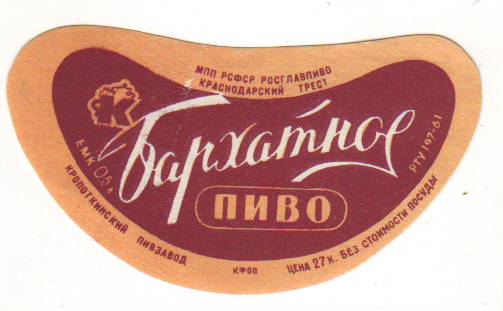 МПП РСФСР РОСГЛАВПИВО
КРАСНОДАРСКИЙ ТРЕСТ
К
Бархатное
ПИВО
ЕМК. 0,5 л
РТУ 197-61
КРОПОТКИНСКИЙ ПИВЗАВОД
КФОП
ЦЕНА 27 К. БЕЗ СТОИМОСТИ ПОСУДЫ